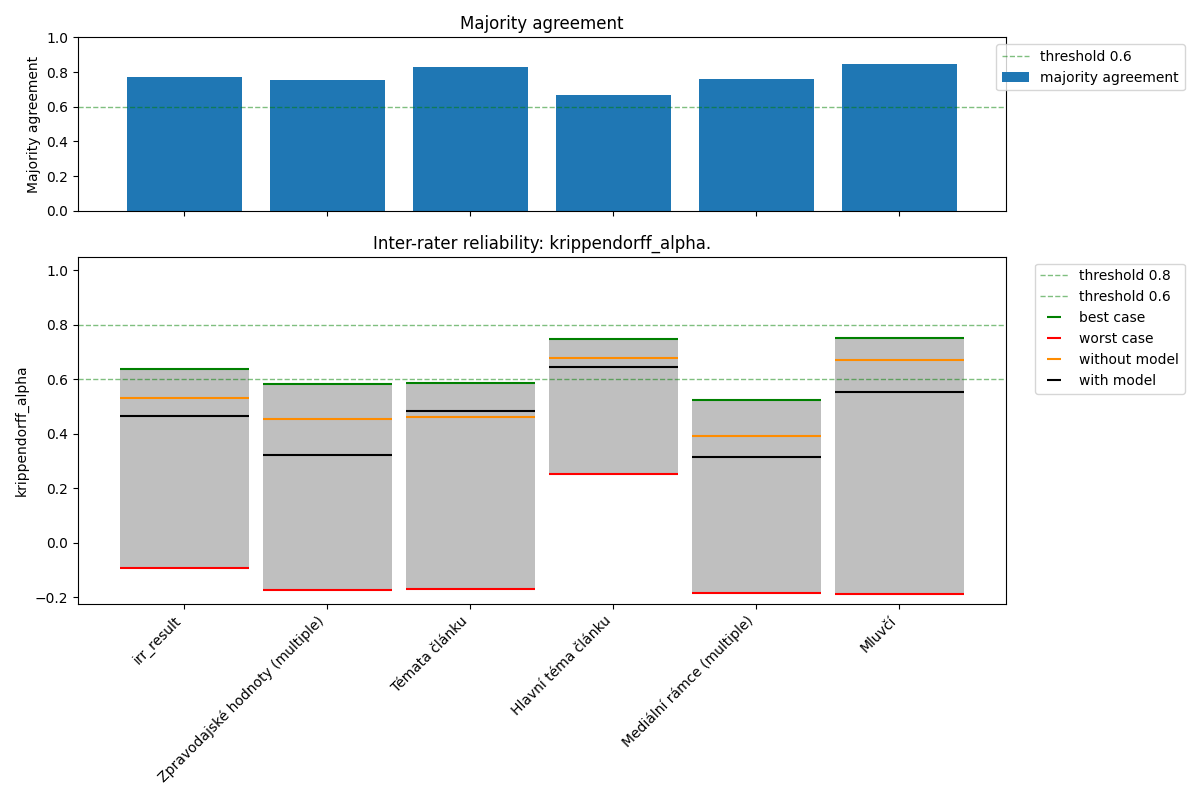 Majority agreement
Majority agreement
1.0
0.8
0.6
0.4
0.2
0.0
threshold 0.6
majority agreement
Inter-rater reliability: krippendorff_alpha.
krippendorff_alpha
1.0
0.8
0.6
0.4
0.2
0.0
−0.2
threshold 0.8
threshold 0.6
best case
worst case
without model
with model
irr_result
Zpravodajské hodnoty (multiple)
Témata článku
Hlavní téma článku
Mediální rámce (multiple)
Mluvčí